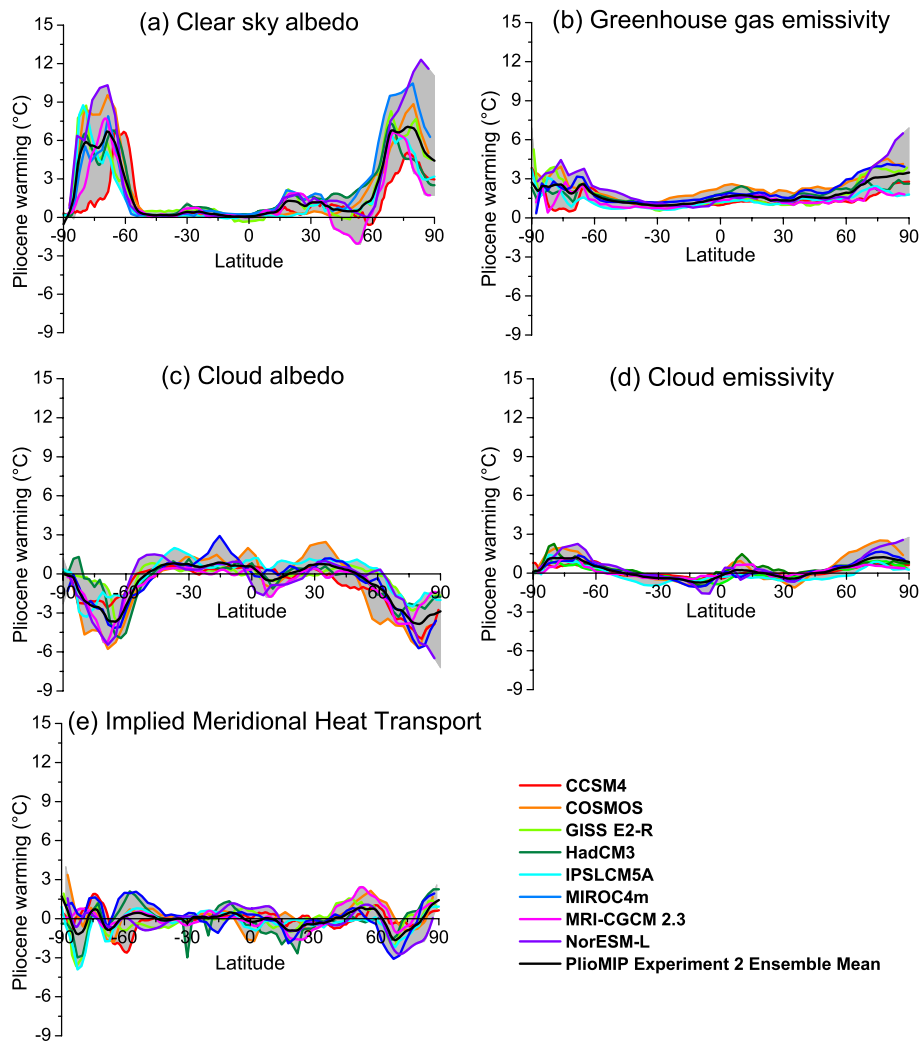 (a) Clear sky albedo
Pliocene warming (°C)
15
12
9
6
3
0
-3
-6
-9
-90 -60 -30 0 30 60 90
Latitude
(b) Greenhouse gas emissivity
Pliocene warming (°C)
15
12
9
6
3
0
-3
-6
-9
-90 -60 -30 0 30 60 90
Latitude
(c) Cloud albedo
Pliocene warming (°C)
15
12
9
6
3
0
-3
-6
-9
-90 -60 -30 0 30 60 90
Latitude
(d) Cloud emissivity
Pliocene warming (°C)
15
12
9
6
3
0
-3
-6
-9
-90 -60 -30 0 30 60 90
Latitude
(e) Implied Meridional Heat Transport
Pliocene warming (°C)
15
12
9
6
3
0
-3
-6
-9
-90 -60 -30 0 30 60 90
Latitude
CCSM4
COSMOS
GISS E2-R
HadCM3
IPSLCM5A
MIROC4m
MRI-CGCM 2.3
NorESM-L
PlioMIP Experiment 2 Ensemble Mean